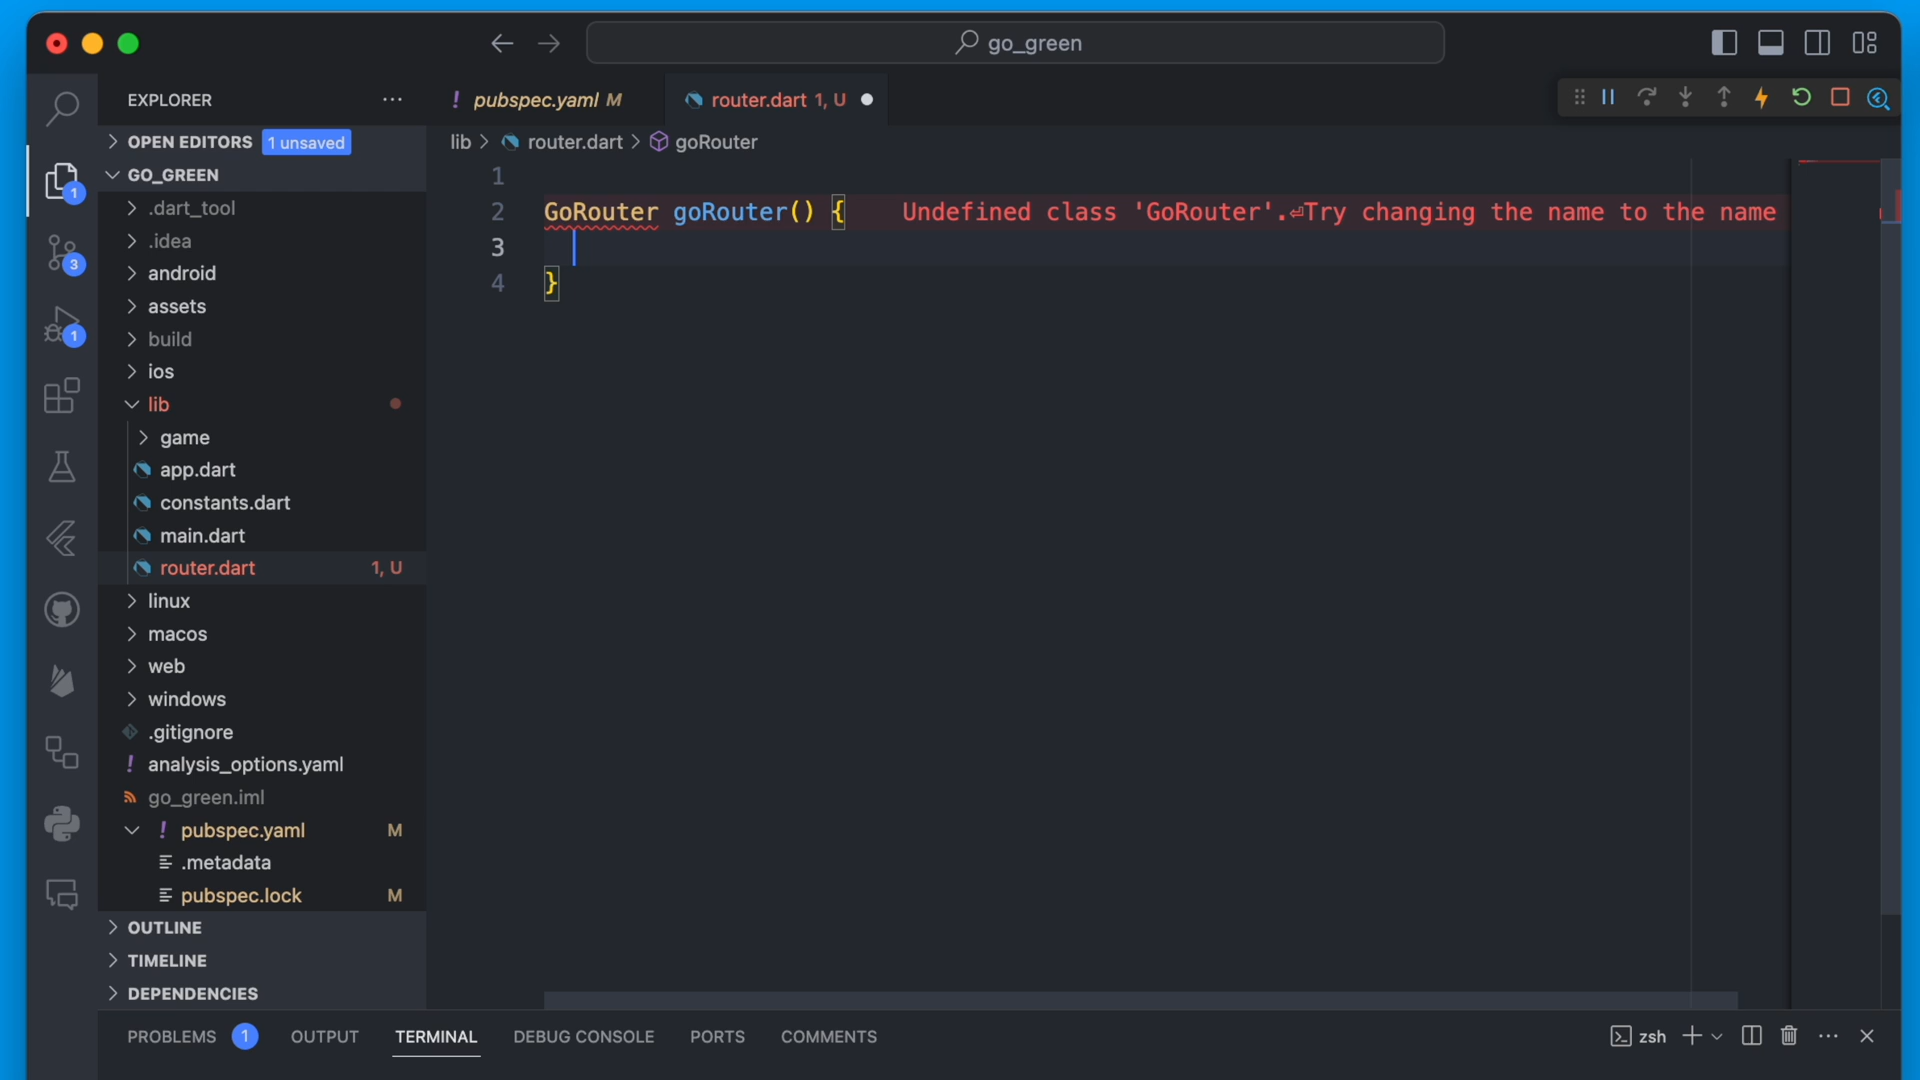 go_green
EXPLORER
pubspec.yaml M
router.dart 1, U
OPEN EDITORS 1 unsaved
lib > router.dart > goRouter
GO_GREEN
1
.dart_tool
2 GoRouter goRouter() { Undefined class 'GoRouter'.⏎Try changing the name to the name
1
.idea
3
3
android
4 }
assets
1
build
ios
lib
game
app.dart
constants.dart
main.dart
router.dart 1, U
linux
macos
web
windows
.gitignore
analysis_options.yaml
go_green.iml
pubspec.yaml M
.metadata
pubspec.lock M
OUTLINE
TIMELINE
DEPENDENCIES
PROBLEMS 1 OUTPUT TERMINAL DEBUG CONSOLE PORTS COMMENTS zsh